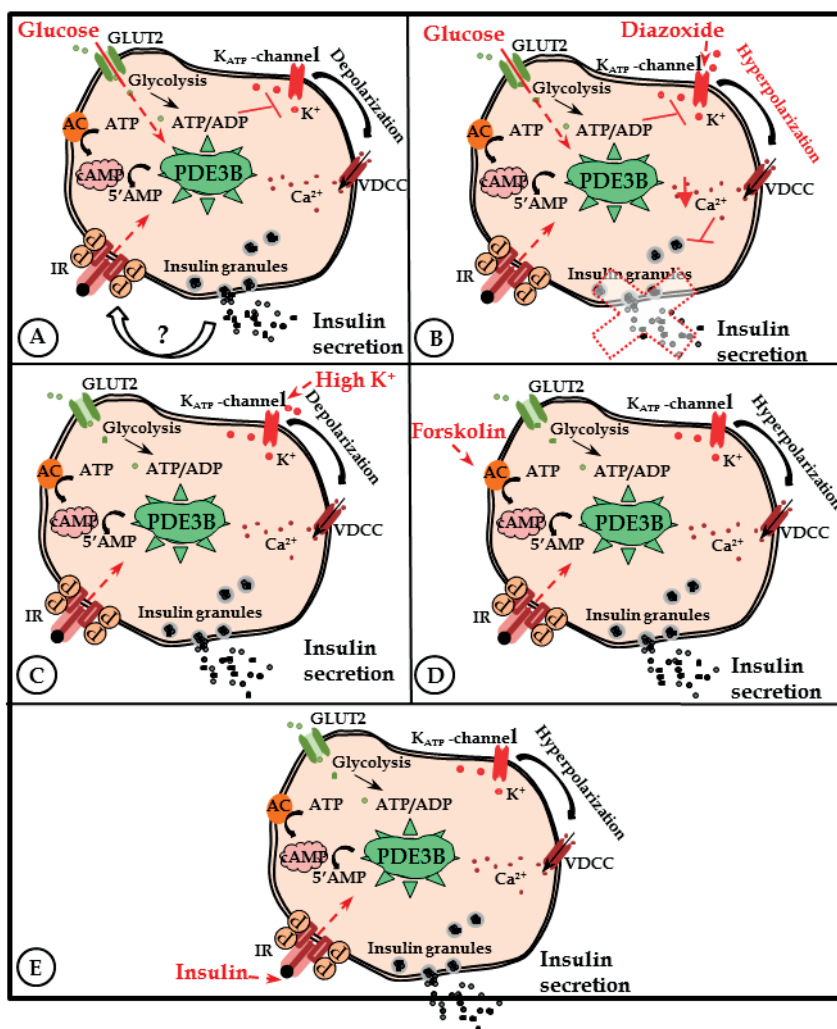 Glucose
GLUT2
K_ATP -channel
Depolarization
Glycolysis
K⁺
AC
ATP
ATP/ADP
cAMP
5'AMP
PDE3B
VDCC
Ca²⁺
P
P
P
P
IR
Insulin granules
?
Insulin
secretion
A
Glucose
GLUT2
Diazoxide
K_ATP -channel
Hyperpolarization
Glycolysis
K⁺
AC
ATP
ATP/ADP
cAMP
5'AMP
PDE3B
VDCC
Ca²⁺
P
P
P
P
IR
Insulin granules
Insulin
secretion
B
GLUT2
High K⁺
K_ATP -channel
Depolarization
Glycolysis
K⁺
AC
ATP
ATP/ADP
cAMP
5'AMP
PDE3B
VDCC
Ca²⁺
P
P
P
P
IR
Insulin granules
Insulin
secretion
C
GLUT2
K_ATP -channel
Hyperpolarization
Forskolin
Glycolysis
K⁺
AC
ATP
ATP/ADP
cAMP
5'AMP
PDE3B
VDCC
Ca²⁺
P
P
P
P
IR
Insulin granules
Insulin
secretion
D
GLUT2
K_ATP -channel
Hyperpolarization
Glycolysis
K⁺
AC
ATP
ATP/ADP
cAMP
5'AMP
PDE3B
VDCC
Ca²⁺
P
P
P
P
IR
Insulin granules
Insulin
Insulin
secretion
E